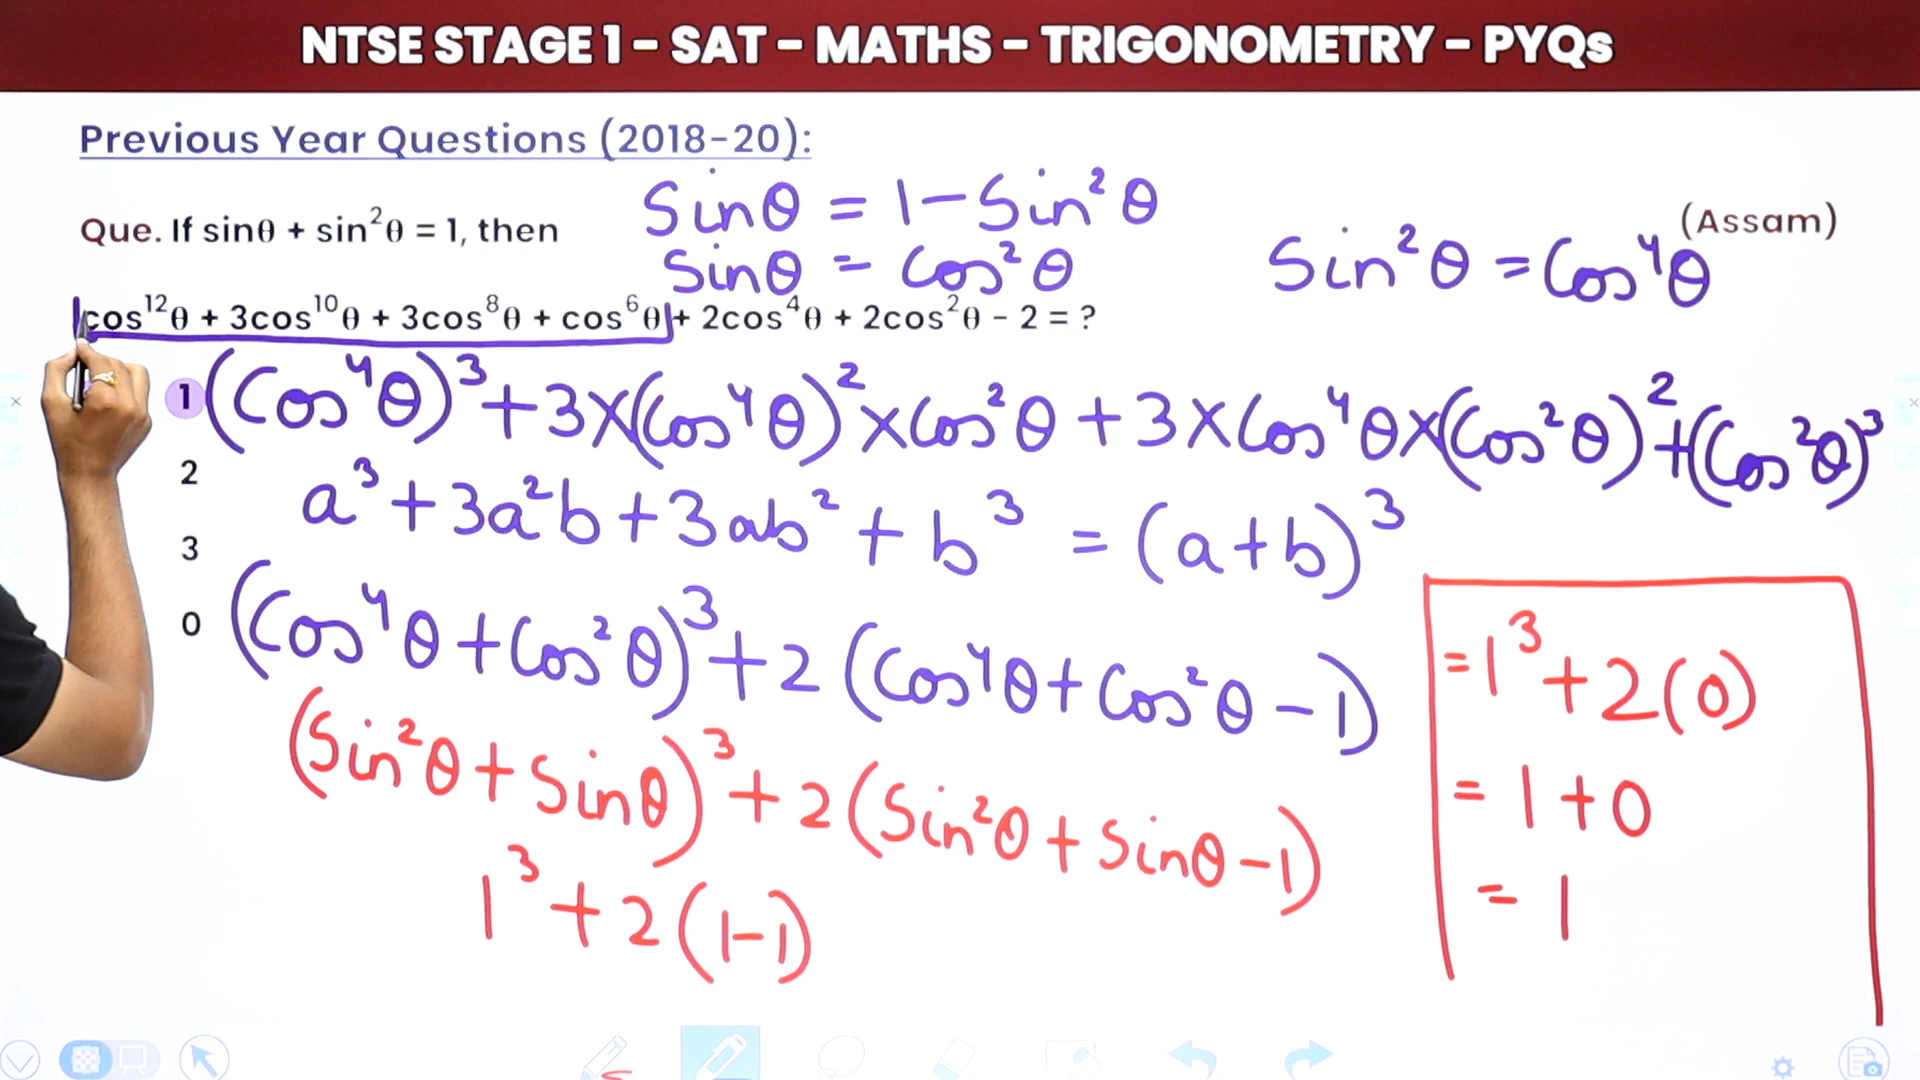 NTSE STAGE 1 – SAT – MATHS – TRIGONOMETRY – PYQs
Previous Year Questions (2018-20):
Que. If sinθ + sin²θ = 1, then
(Assam)
Sinθ = 1 – Sin²θ
Sinθ = Cos²θ
Sin²θ = Cos⁴θ
cos¹²θ + 3cos¹⁰θ + 3cos⁸θ + cos⁶θ + 2cos⁴θ + 2cos²θ – 2 = ?
1
(Cos⁴θ)³ + 3×(Cos⁴θ)²×Cos²θ + 3×Cos⁴θ×(Cos²θ)² + (Cos²θ)³
2
a³ + 3a²b + 3ab² + b³ = (a+b)³
3
0
(Cos⁴θ + Cos²θ)³ + 2(Cos⁴θ + Cos²θ – 1)
(Sin²θ + Sinθ)³ + 2(Sin²θ + Sinθ – 1)
1³ + 2(1–1)
= 1³ + 2(0)
= 1 + 0
= 1